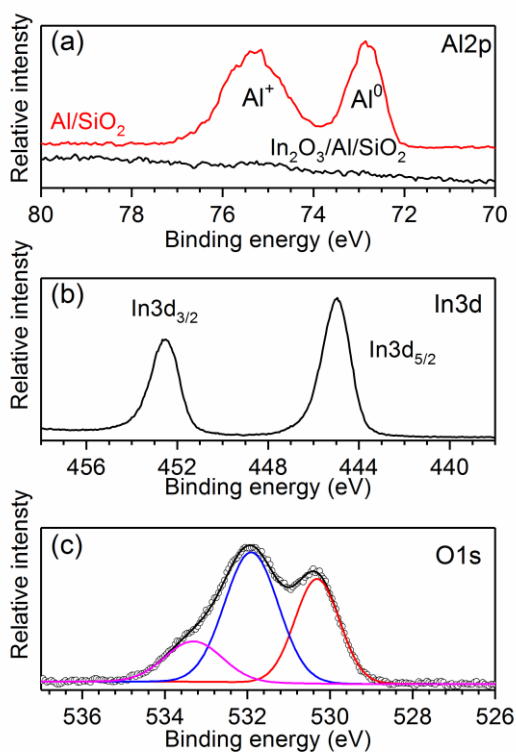 (a)
Al2p
Relative intensty
Al⁺
Al⁰
Al/SiO₂
In₂O₃/Al/SiO₂
80 78 76 74 72 70
Binding energy (eV)
(b)
In3d
Relative intensty
In3d₃/₂
In3d₅/₂
456 452 448 444 440
Binding energy (eV)
(c)
O1s
Relative intensty
536 534 532 530 528 526
Binding energy (eV)